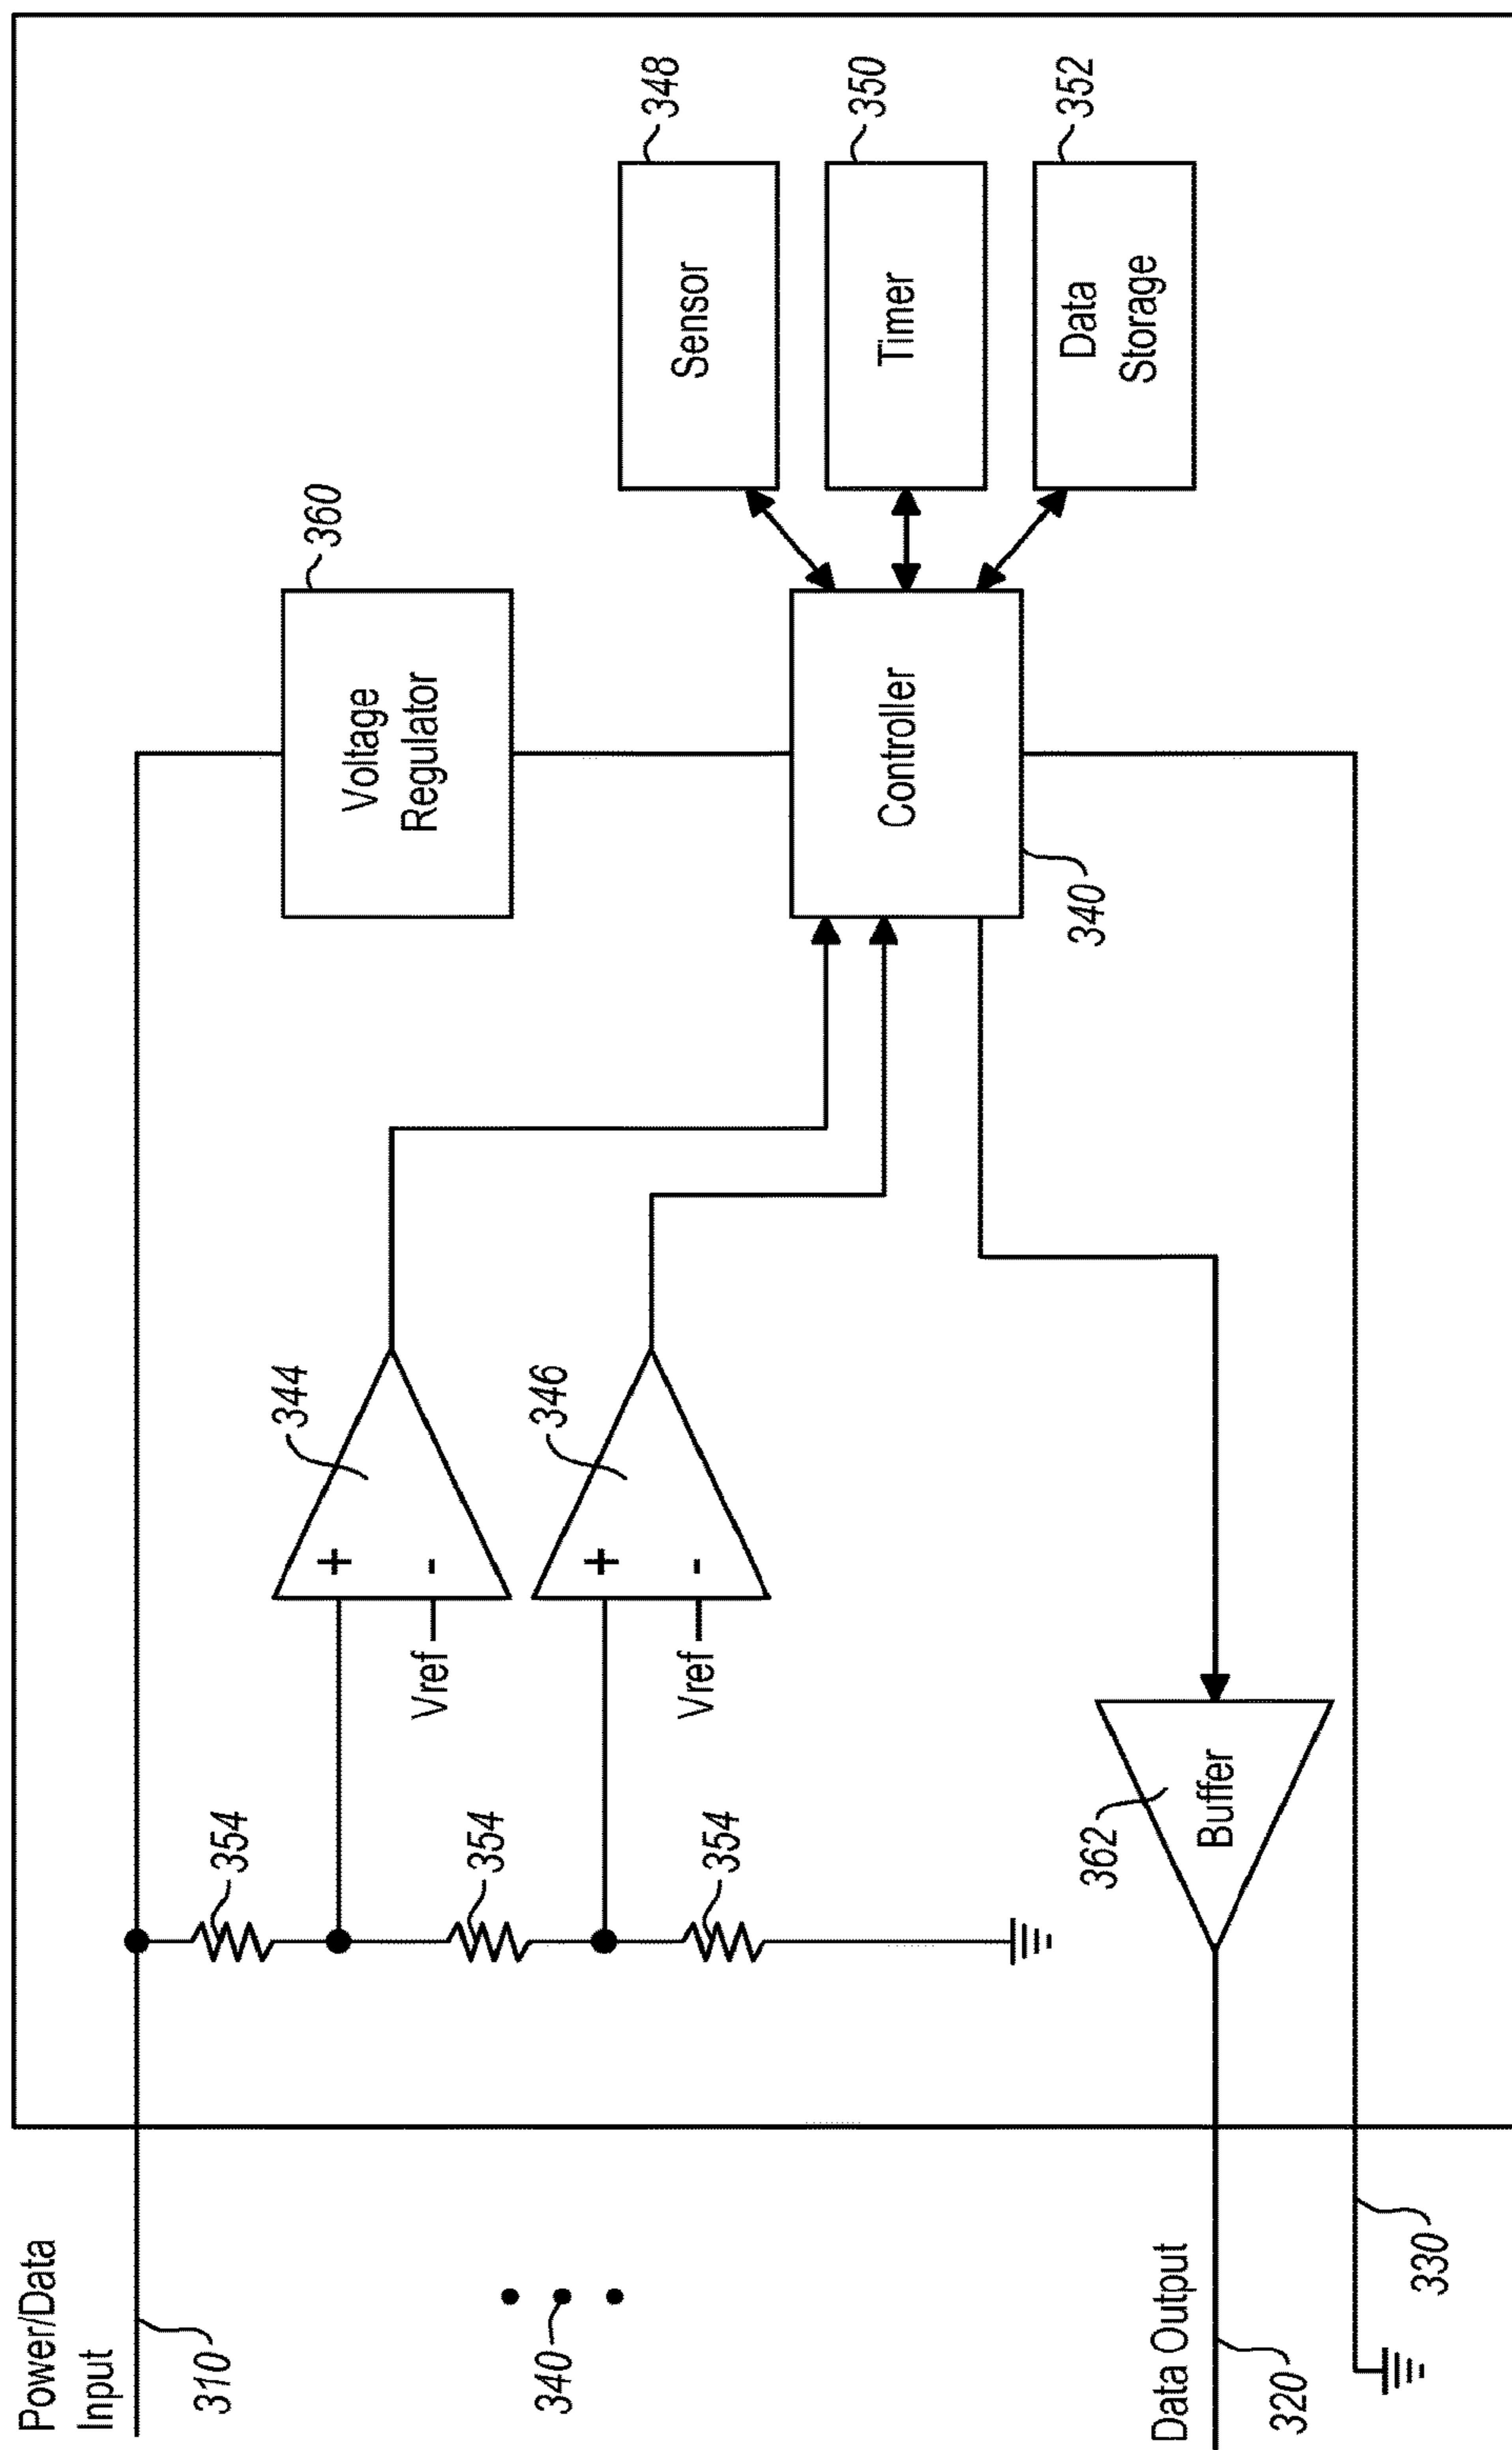 Power/Data
Input
310
340
Data Output
320
330
354
354
354
344
+
-
Vref
346
+
-
Vref
362
Buffer
360
Voltage
Regulator
Controller
340
Sensor
348
Timer
350
Data
Storage
352